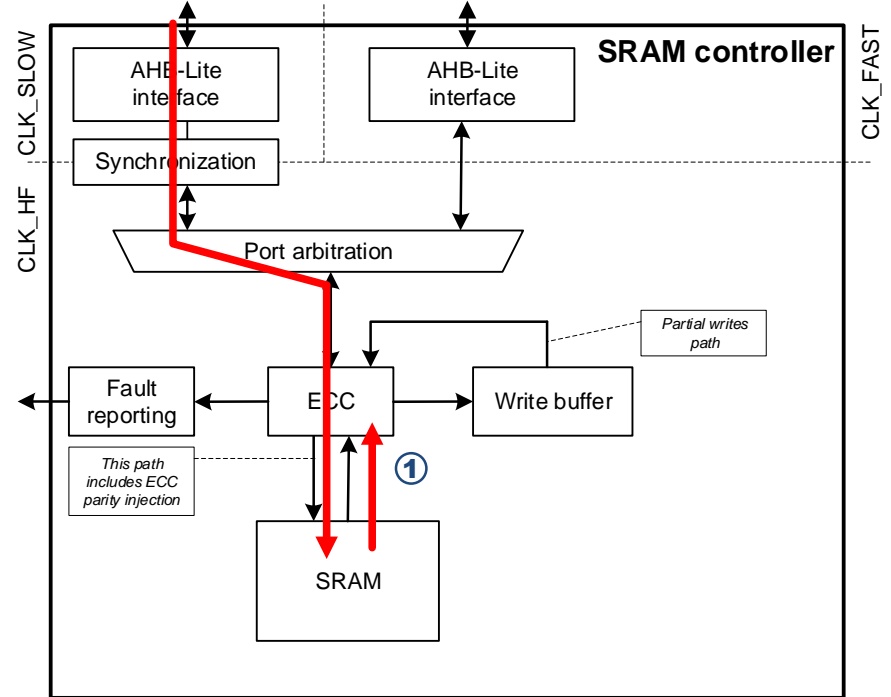 SRAM controller
CLK_SLOW
CLK_FAST
AHB-Lite
interface
AHB-Lite
interface
Synchronization
CLK_HF
Port arbitration
Partial writes
path
Fault
reporting
ECC
Write buffer
This path
includes ECC
parity injection
1
SRAM